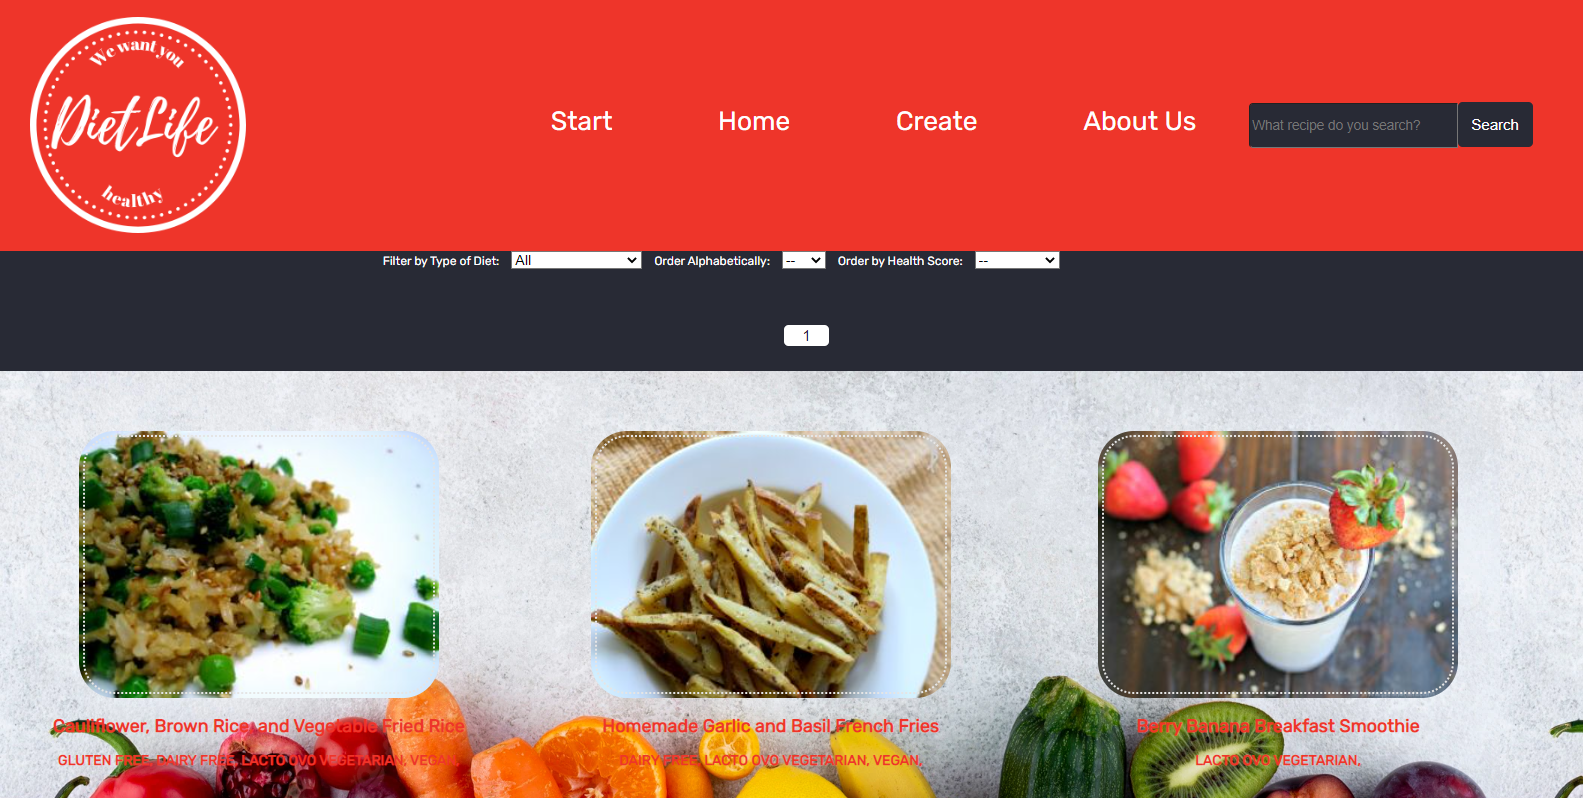 We want you
DietLife
healthy
Start Home Create About Us What recipe do you search? Search
Filter by Type of Diet: All Order Alphabetically: -- Order by Health Score: --
1
Cauliflower, Brown Rice, and Vegetable Fried Rice
GLUTEN FREE, DAIRY FREE, LACTO OVO VEGETARIAN, VEGAN,
Homemade Garlic and Basil French Fries
DAIRY FREE, LACTO OVO VEGETARIAN, VEGAN,
Berry Banana Breakfast Smoothie
LACTO OVO VEGETARIAN,